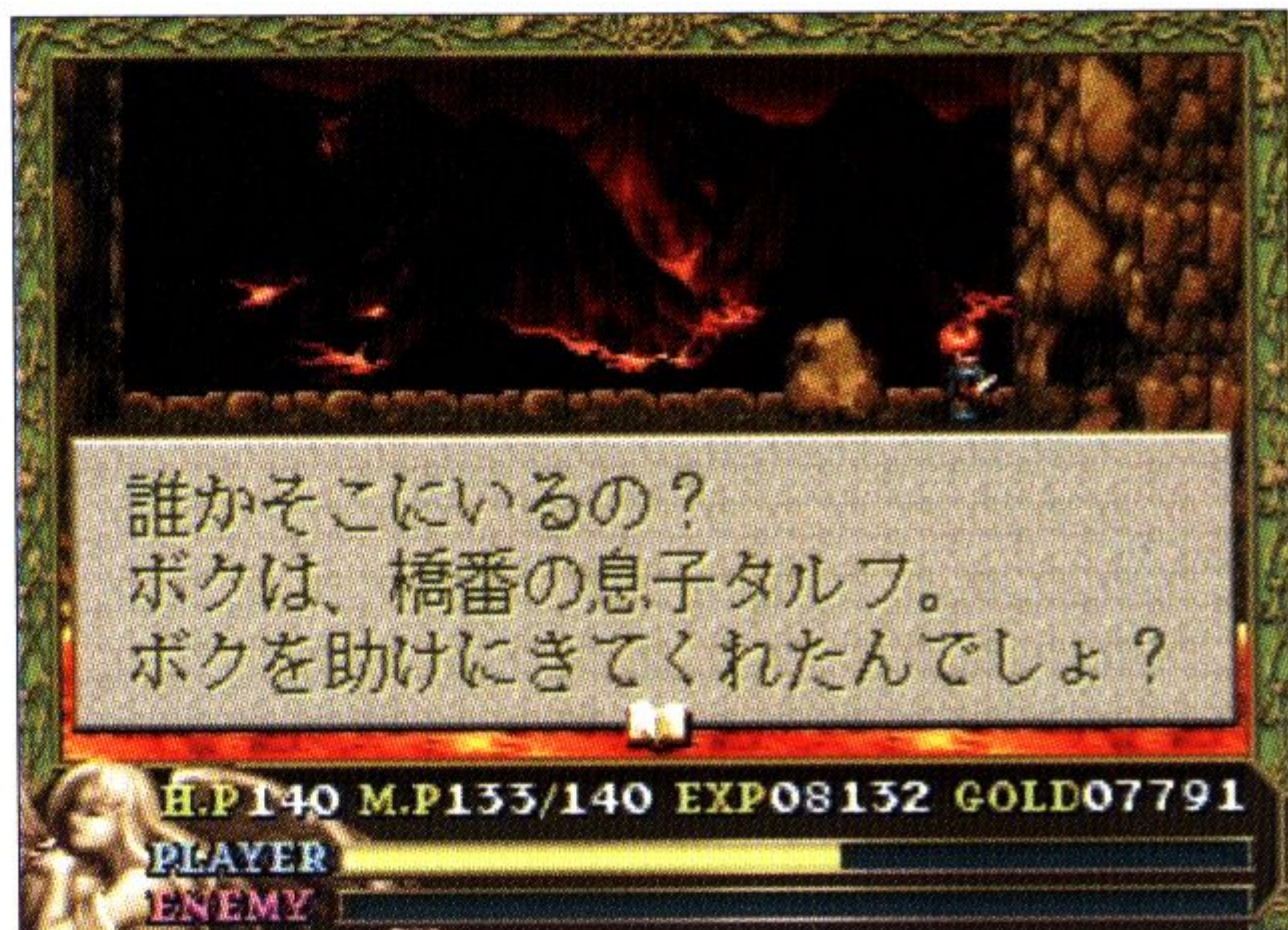 誰かそこにいるの？
ボクは、橋番の息子タルフ。
ボクを助けにきてくれたんでしょ？
H.P140 M.P133/140 EXP08132 GOLD07791
PLAYER
ENEMY